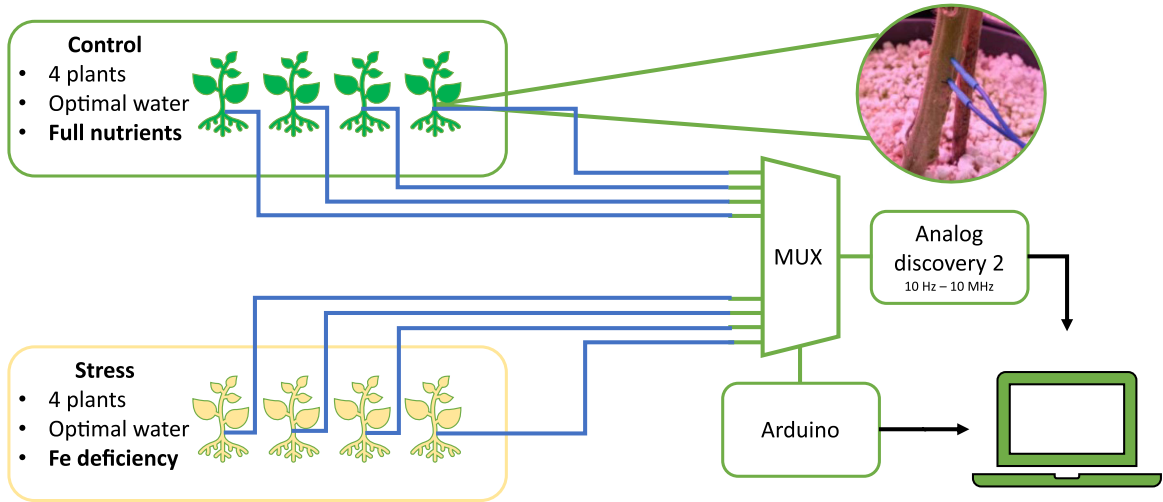 Control
• 4 plants
• Optimal water
• Full nutrients
MUX
Analog
discovery 2
10 Hz – 10 MHz
Stress
• 4 plants
• Optimal water
• Fe deficiency
Arduino